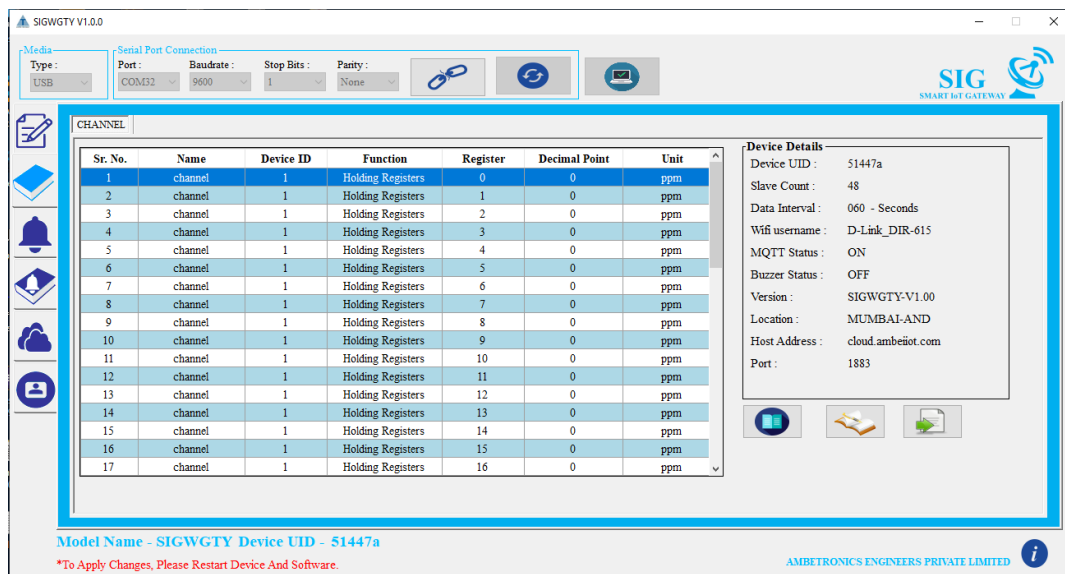 SIGWGTY V1.0.0
Media
Type :
USB
Serial Port Connection
Port : Baudrate : Stop Bits : Parity :
COM32 9600 1 None
SIG
SMART IoT GATEWAY
CHANNEL
Sr. No. Name Device ID Function Register Decimal Point Unit
1 channel 1 Holding Registers 0 0 ppm
2 channel 1 Holding Registers 1 0 ppm
3 channel 1 Holding Registers 2 0 ppm
4 channel 1 Holding Registers 3 0 ppm
5 channel 1 Holding Registers 4 0 ppm
6 channel 1 Holding Registers 5 0 ppm
7 channel 1 Holding Registers 6 0 ppm
8 channel 1 Holding Registers 7 0 ppm
9 channel 1 Holding Registers 8 0 ppm
10 channel 1 Holding Registers 9 0 ppm
11 channel 1 Holding Registers 10 0 ppm
12 channel 1 Holding Registers 11 0 ppm
13 channel 1 Holding Registers 12 0 ppm
14 channel 1 Holding Registers 13 0 ppm
15 channel 1 Holding Registers 14 0 ppm
16 channel 1 Holding Registers 15 0 ppm
17 channel 1 Holding Registers 16 0 ppm
Device Details
Device UID : 51447a
Slave Count : 48
Data Interval : 060 - Seconds
Wifi username : D-Link_DIR-615
MQTT Status : ON
Buzzer Status : OFF
Version : SIGWGTY-V1.00
Location : MUMBAI-AND
Host Address : cloud.ambeiiot.com
Port : 1883
Model Name - SIGWGTY Device UID - 51447a
*To Apply Changes, Please Restart Device And Software.
AMBETRONICS ENGINEERS PRIVATE LIMITED
i